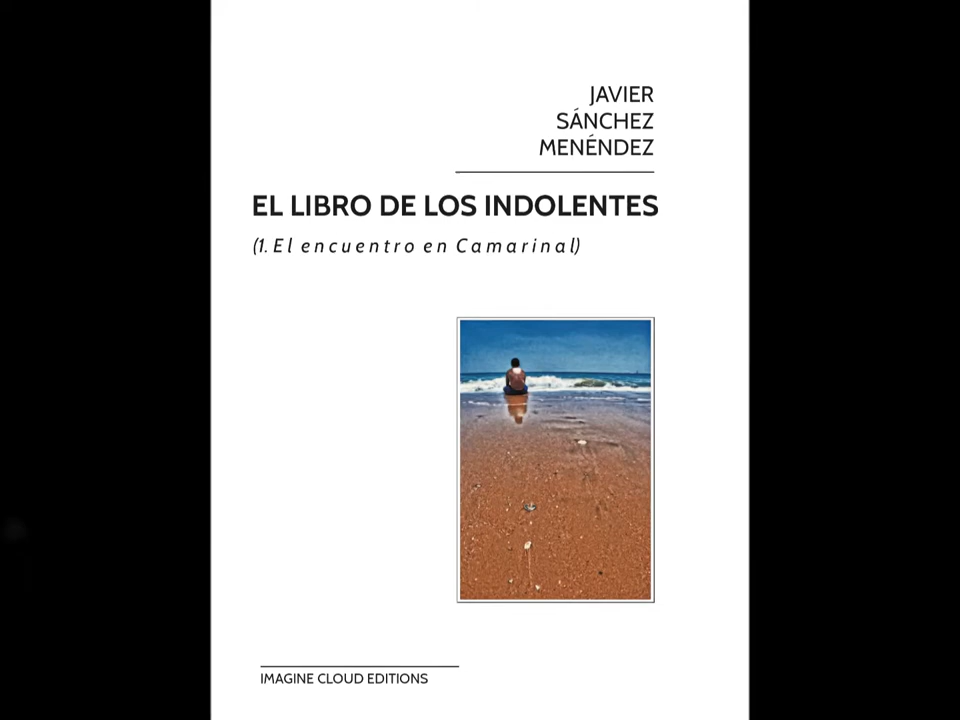 JAVIER
SÁNCHEZ
MENÉNDEZ
EL LIBRO DE LOS INDOLENTES
(1. El encuentro en Camarinal)
IMAGINE CLOUD EDITIONS